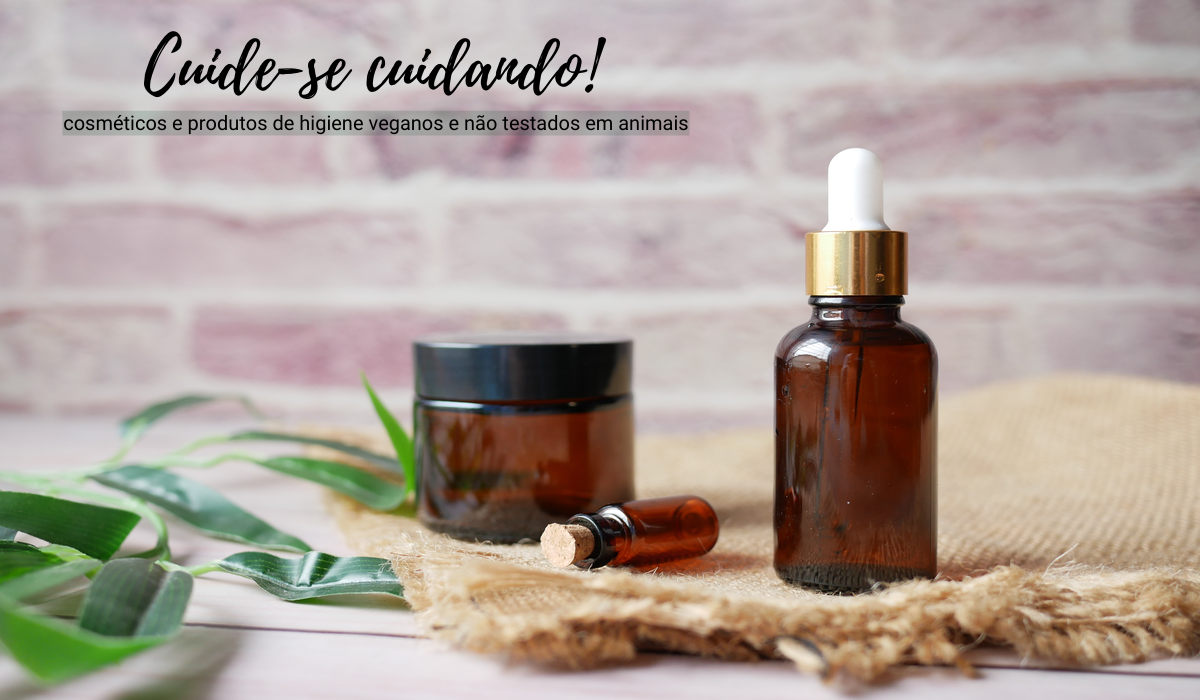 Cuide-se cuidando!
cosméticos e produtos de higiene veganos e não testados em animais